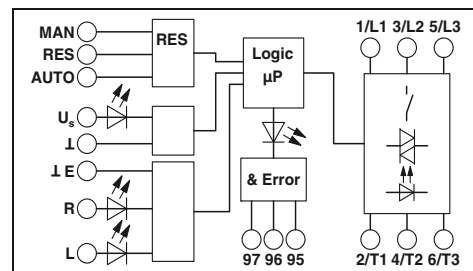 MAN
RES
AUTO
RES
Us
⊥
⊥ E
R
L
Logic
µP
& Error
97 96 95
1/L1 3/L2 5/L3
2/T1 4/T2 6/T3